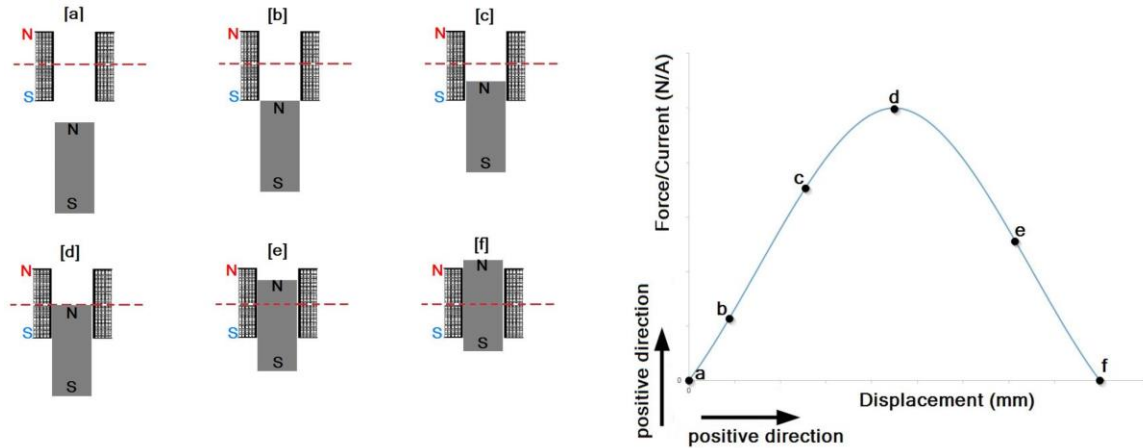 [a]
[b]
[c]
N
N
N
S
N
S
S
N
S
S
N
S
[d]
[e]
[f]
N
N
S
N
S
N
N
S
S
N
S
S
Force/Current (N/A)
d
c
e
b
a
f
0
0
Displacement (mm)
positive direction
positive direction